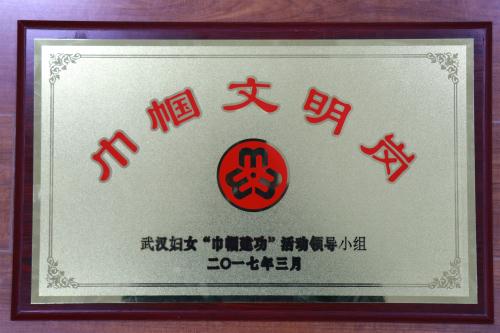 巾帼文明岗
武汉妇女“巾帼建功”活动领导小组
二〇一七年三月